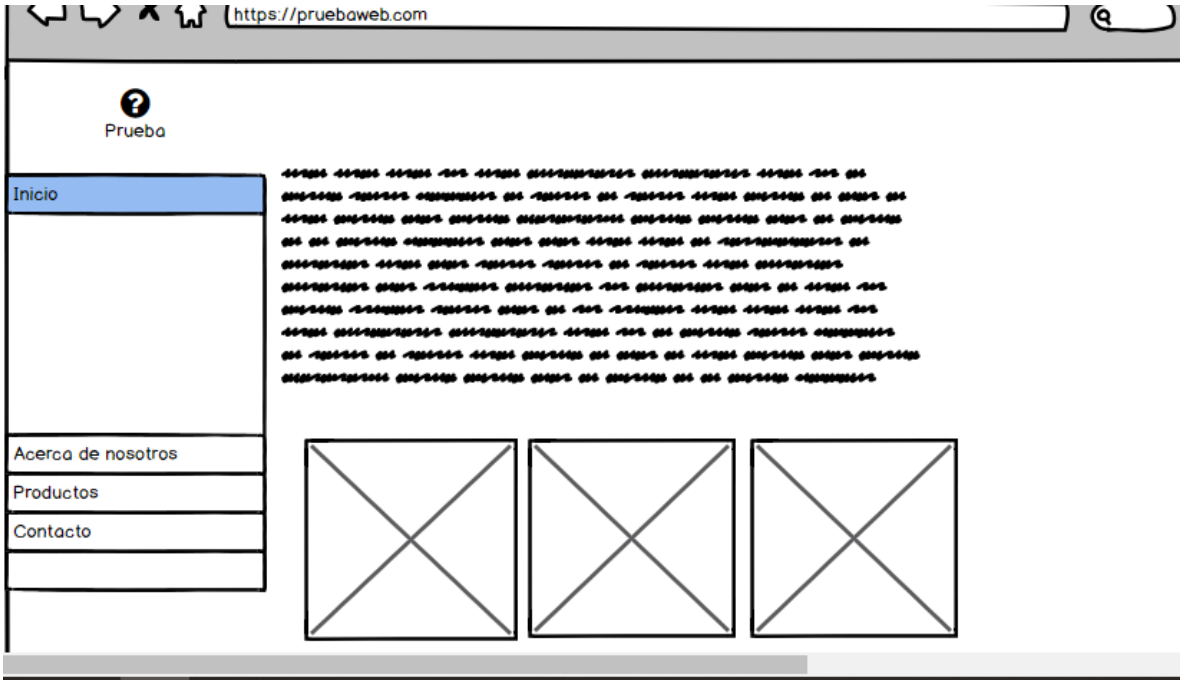 https://pruebaweb.com
?
Prueba
Inicio
Acerca de nosotros
Productos
Contacto